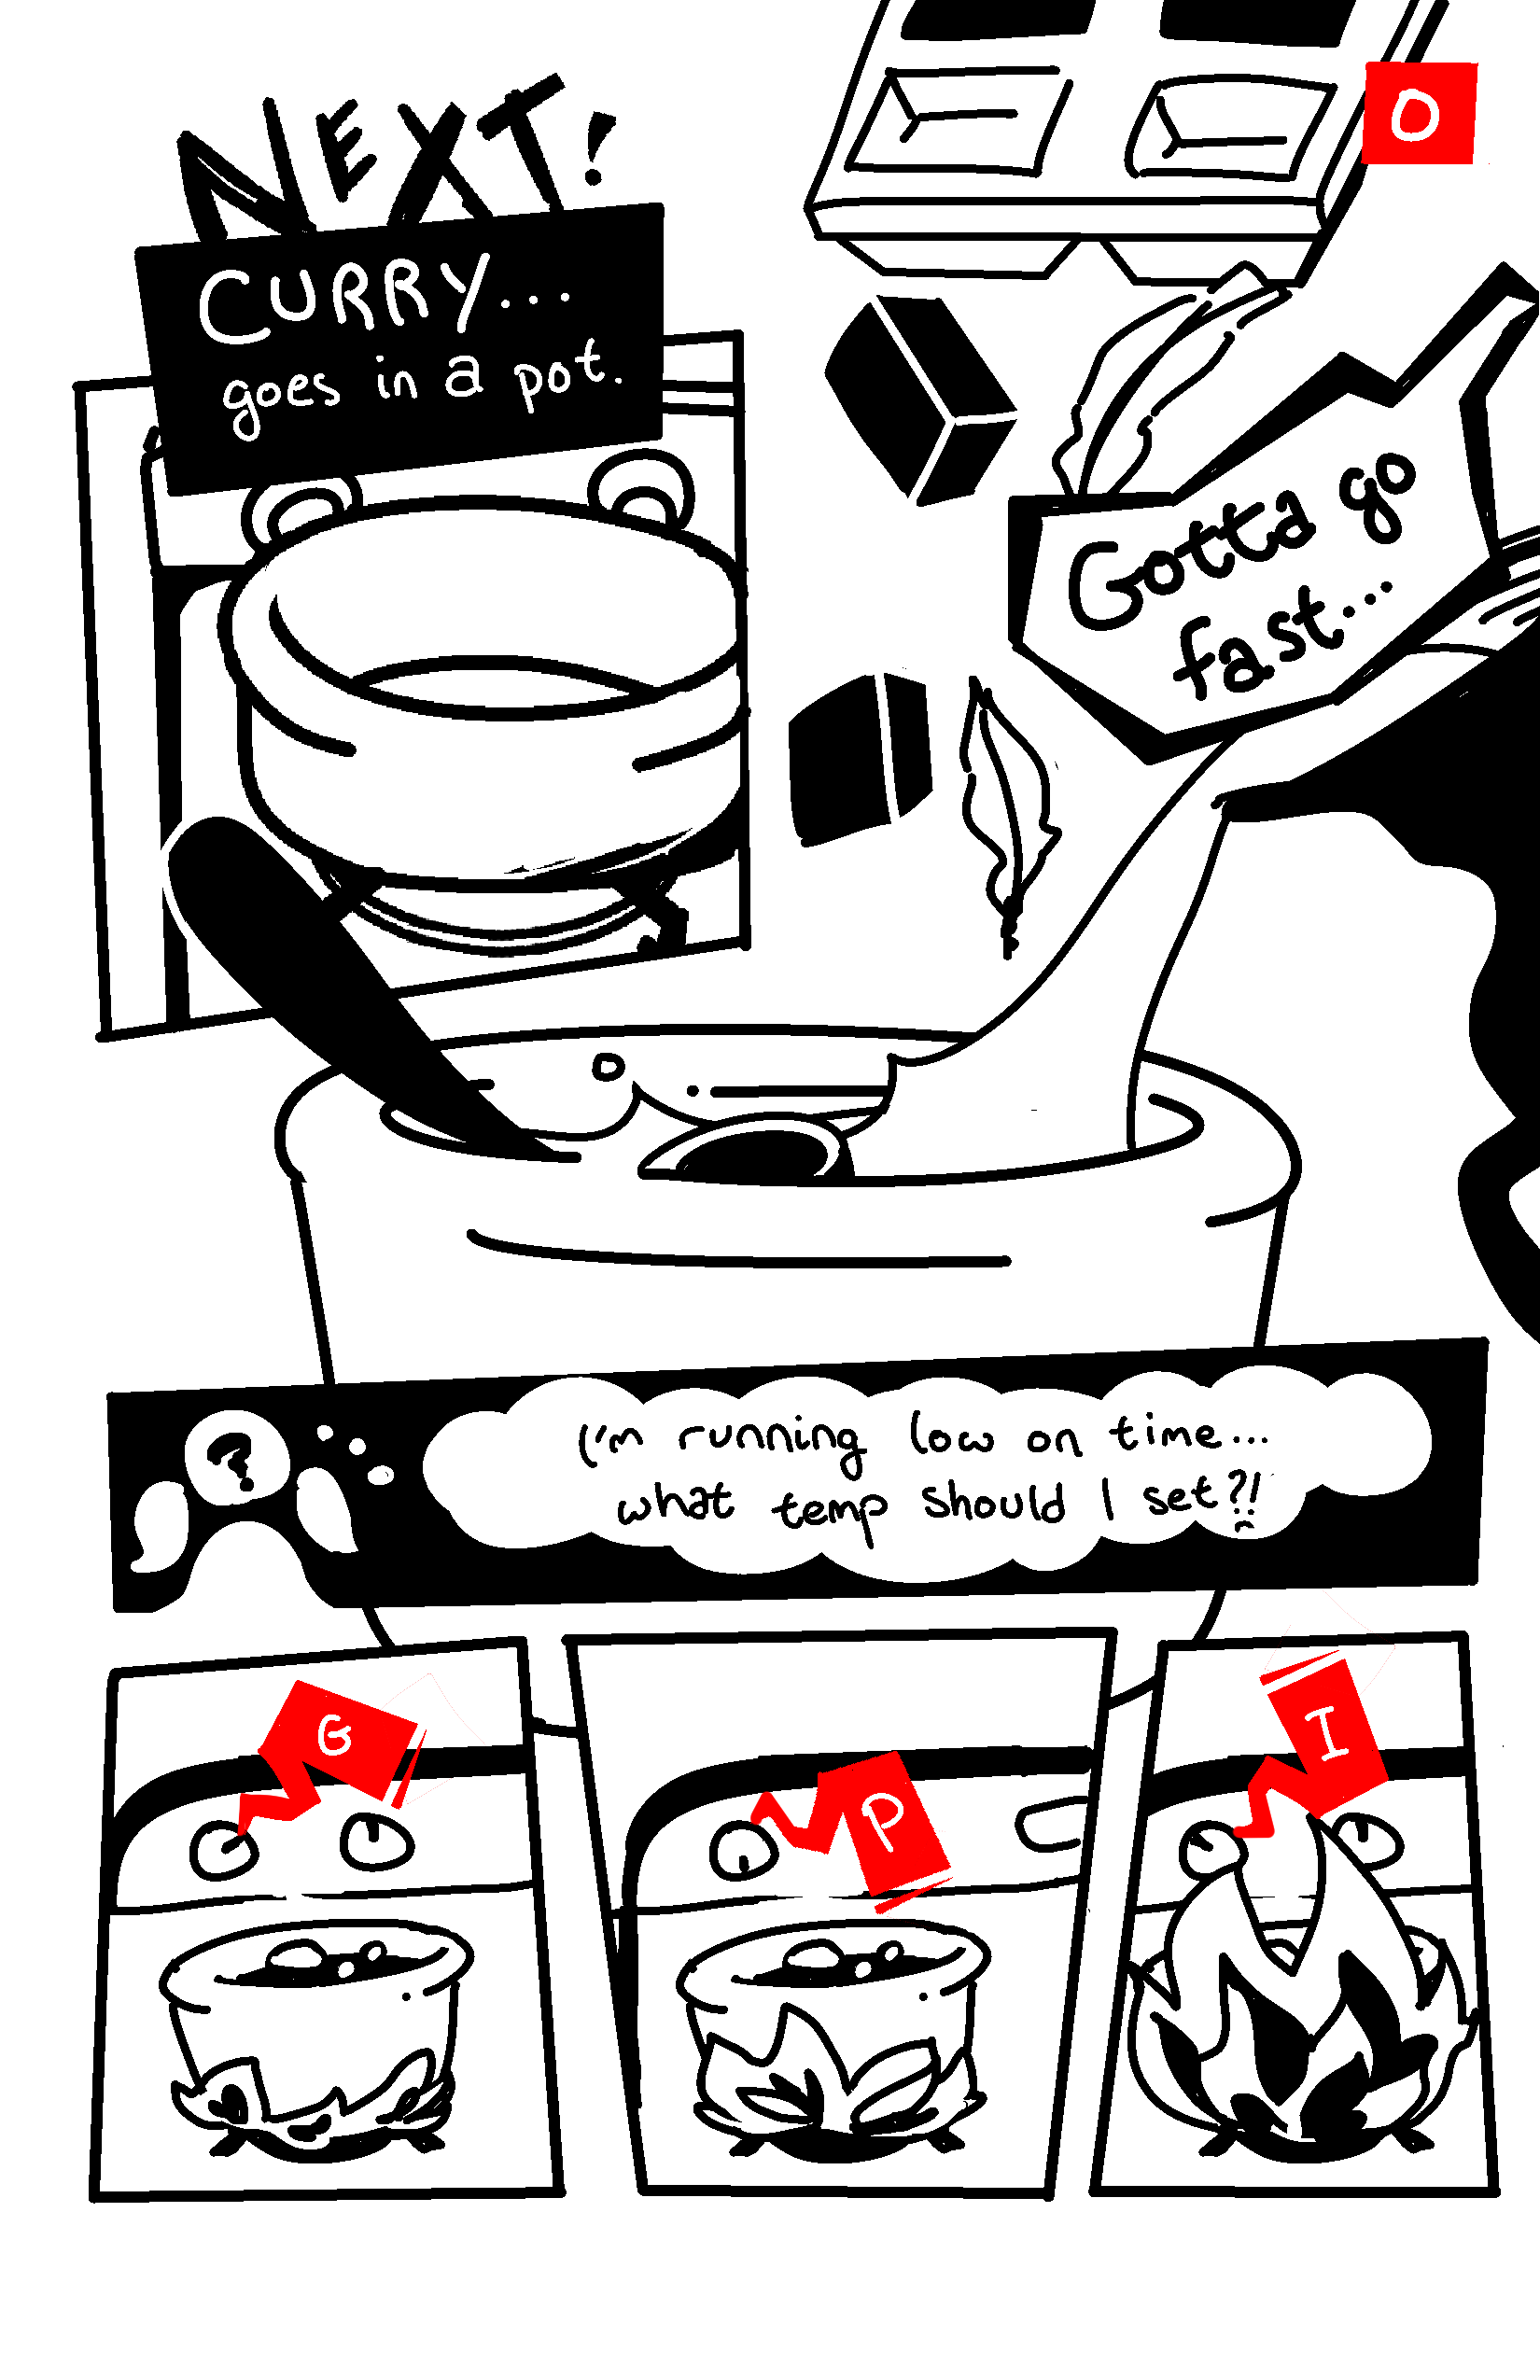 NEXT!
O
CURRY...
goes in a pot.
Gotta go
fast...
?
I'm running low on time...
what temp should I set?!
G
P
I